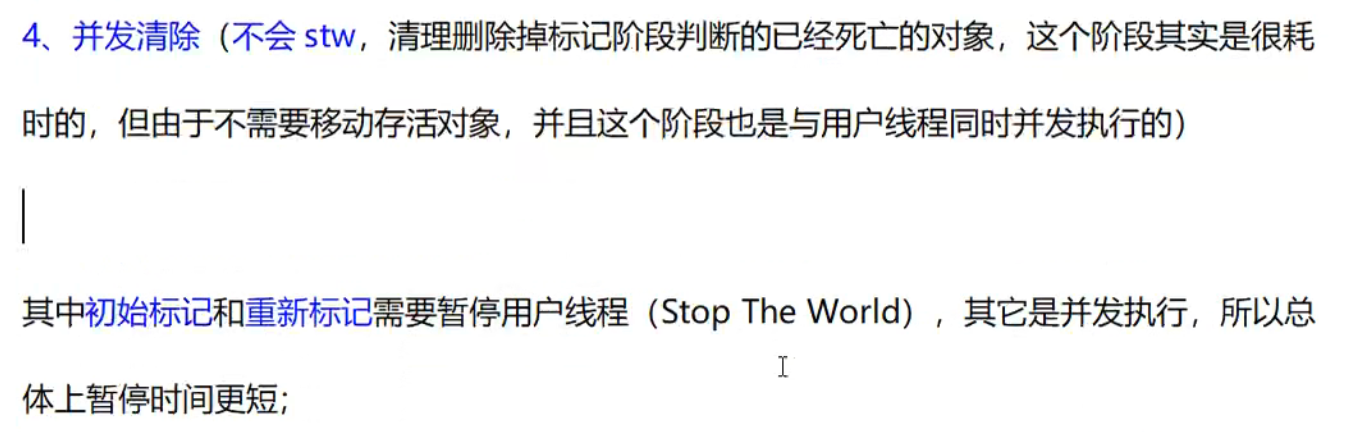 4、并发清除（不会 stw，清理删除掉标记阶段判断的已经死亡的对象，这个阶段其实是很耗
时的，但由于不需要移动存活对象，并且这个阶段也是与用户线程同时并发执行的）
其中初始标记和重新标记需要暂停用户线程（Stop The World），其它是并发执行，所以总
体上暂停时间更短；